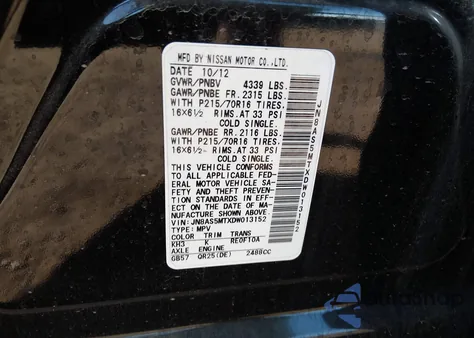 MFD BY NISSAN MOTOR CO.,LTD.
DATE 10/12
GVWR/PNBV 4339 LBS.
GAWR/PNBE FR. 2315 LBS.
WITH P215/70R16 TIRES,
16×6½- RIMS.AT 33 PSI
COLD SINGLE.
GAWR/PNBE RR. 2116 LBS.
WITH P215/70R16 TIRES,
16×6½- RIMS.AT 33 PSI
COLD SINGLE.
THIS VEHICLE CONFORMS
TO ALL APPLICABLE FED-
ERAL MOTOR VEHICLE SA-
FETY AND THEFT PREVEN-
TION STANDARDS IN EFF-
ECT ON THE DATE OF MA-
NUFACTURE SHOWN ABOVE.
VIN : JN8AS5MTXDW013152
TYPE: MPV
COLOR TRIM TRANS
KH3 K RE0F10A
AXLE ENGINE
GB57 QR25(DE) 2488CC
JN8AS5MTXDW013152